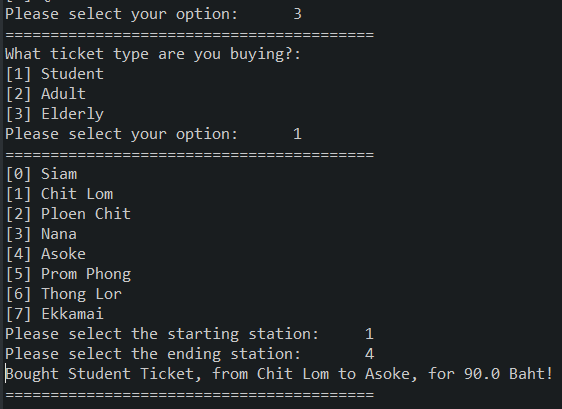 Please select your option:      3
=========================================
What ticket type are you buying?:
[1] Student
[2] Adult
[3] Elderly
Please select your option:      1
=========================================
[0] Siam
[1] Chit Lom
[2] Ploen Chit
[3] Nana
[4] Asoke
[5] Prom Phong
[6] Thong Lor
[7] Ekkamai
Please select the starting station:     1
Please select the ending station:       4
Bought Student Ticket, from Chit Lom to Asoke, for 90.0 Baht!
=========================================